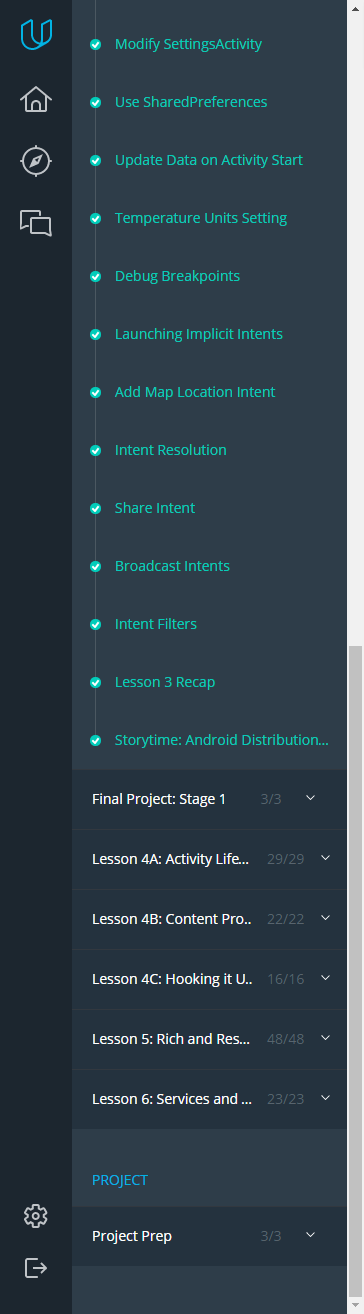 Modify SettingsActivity
Use SharedPreferences
Update Data on Activity Start
Temperature Units Setting
Debug Breakpoints
Launching Implicit Intents
Add Map Location Intent
Intent Resolution
Share Intent
Broadcast Intents
Intent Filters
Lesson 3 Recap
Storytime: Android Distribution...
Final Project: Stage 1 3/3
Lesson 4A: Activity Life... 29/29
Lesson 4B: Content Pro... 22/22
Lesson 4C: Hooking it U... 16/16
Lesson 5: Rich and Res... 48/48
Lesson 6: Services and ... 23/23
PROJECT
Project Prep 3/3